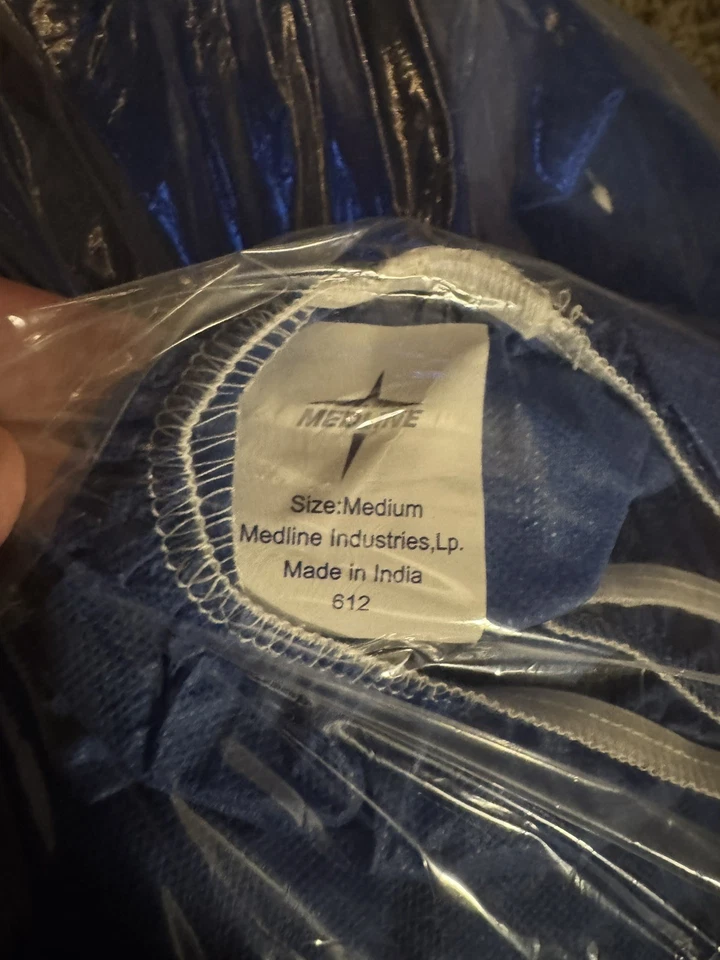 MEDLINE
Size:Medium
Medline Industries,Lp.
Made in India
612